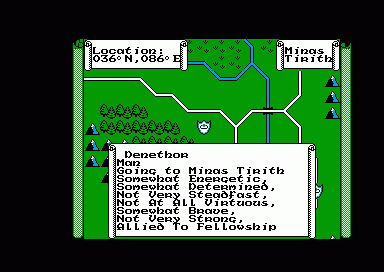 Location:
036°N,086°E
Minas
Tirith
Denethor
Man
Going to Minas Tirith
Somewhat Energetic,
Somewhat Determined,
Not Very Steadfast,
Not At All Virtuous,
Somewhat Brave,
Not Very Strong,
Allied To Fellowship